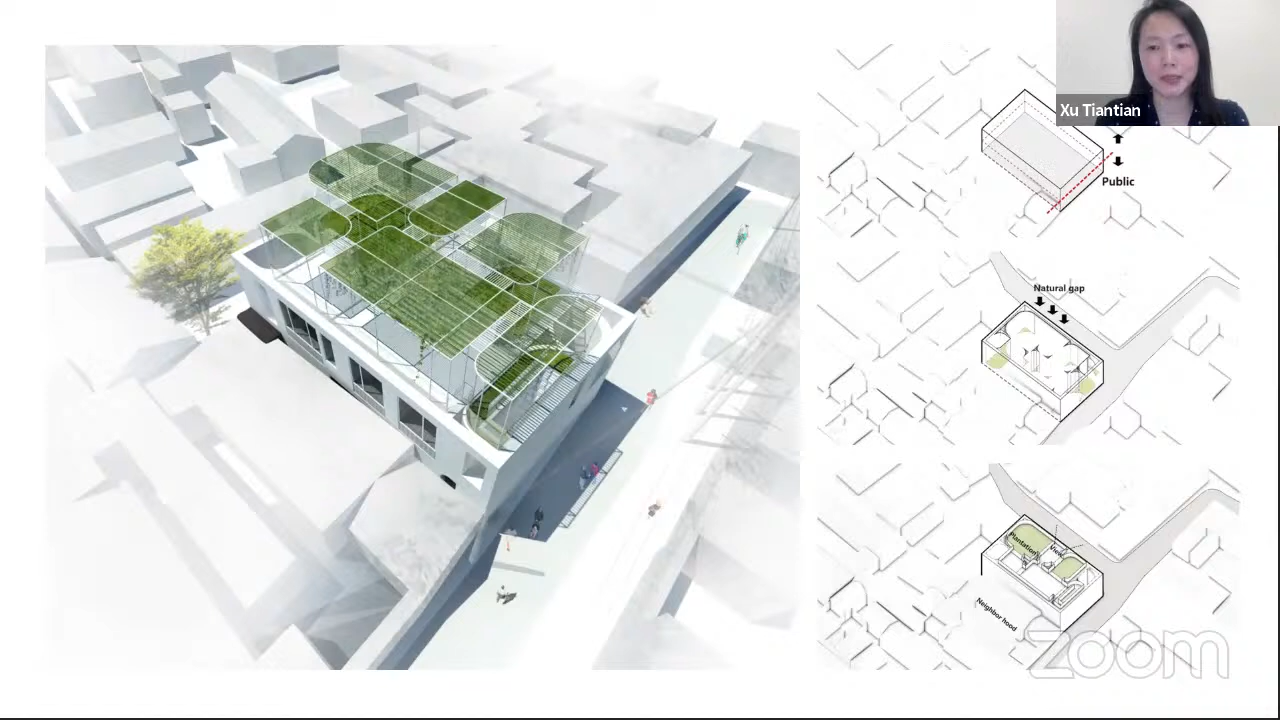 Xu Tiantian
Public
Natural gap
Plantation
View
Neighbor hood
zoom